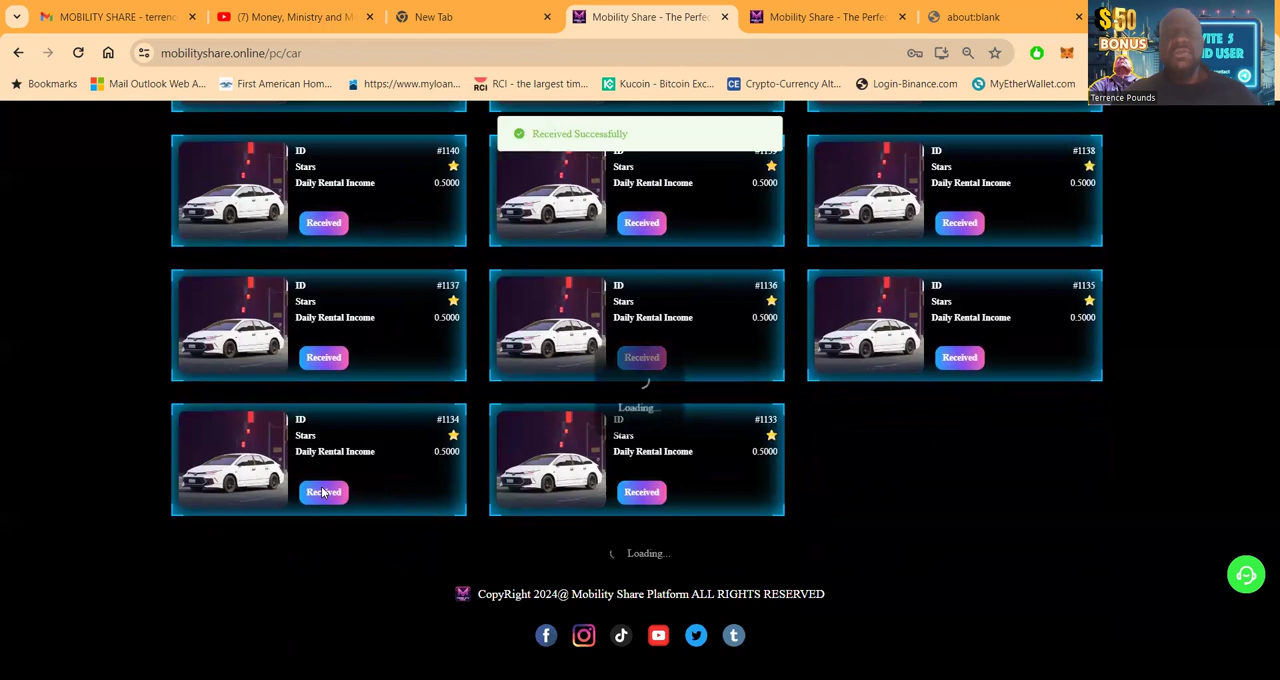 MOBILITY SHARE - terrenc
(7) Money, Ministry and M
New Tab
Mobility Share - The Perfec
Mobility Share - The Perfec
about:blank
mobilityshare.online/pc/car
Bookmarks
Mail Outlook Web A...
First American Hom...
https://www.myloan...
RCI - the largest tim...
Kucoin - Bitcoin Exc...
Crypto-Currency Alt...
Login-Binance.com
MyEtherWallet.com
$50
BONUS
Terrence Pounds
Received Successfully
ID #1140
Stars
Daily Rental Income 0.5000
Received
Stars
Daily Rental Income 0.5000
Received
ID #1138
Stars
Daily Rental Income 0.5000
Received
ID #1137
Stars
Daily Rental Income 0.5000
Received
ID #1136
Stars
Daily Rental Income 0.5000
Received
ID #1135
Stars
Daily Rental Income 0.5000
Received
Loading...
ID #1134
Stars
Daily Rental Income 0.5000
Received
ID #1133
Stars
Daily Rental Income 0.5000
Received
Loading...
CopyRight 2024@ Mobility Share Platform ALL RIGHTS RESERVED